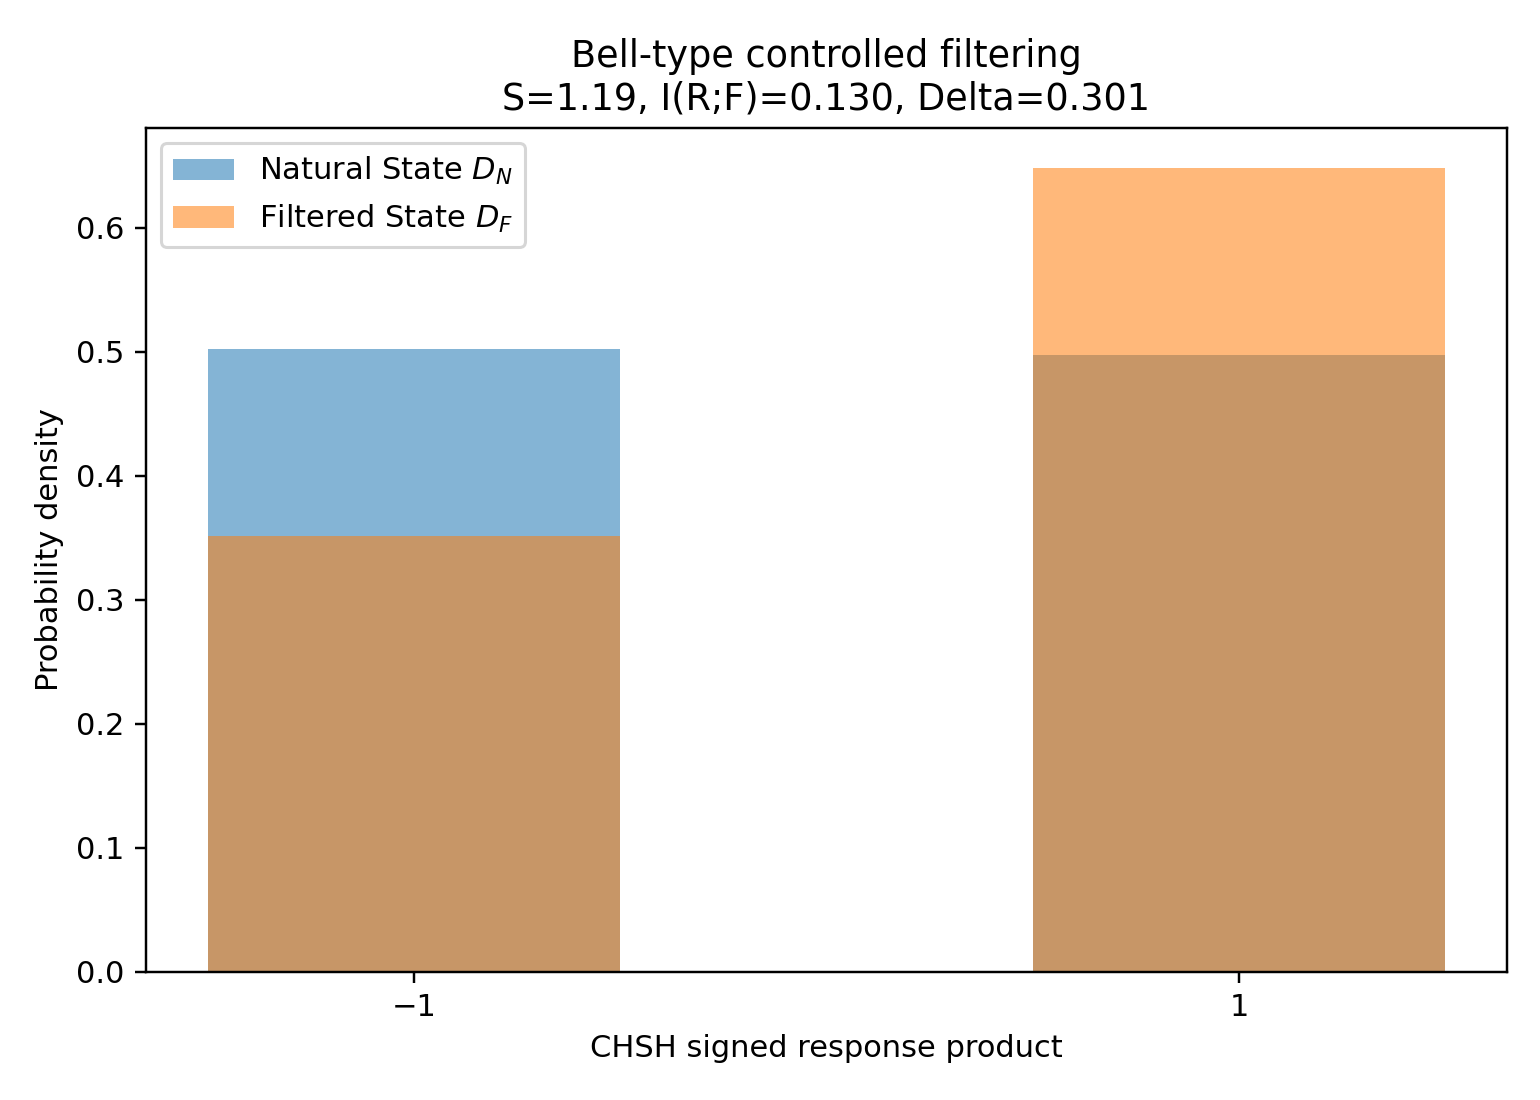 Bell-type controlled filtering
S=1.19, I(R;F)=0.130, Delta=0.301
Natural State D_N
Filtered State D_F
Probability density
0.6
0.5
0.4
0.3
0.2
0.1
0.0
−1
1
CHSH signed response product